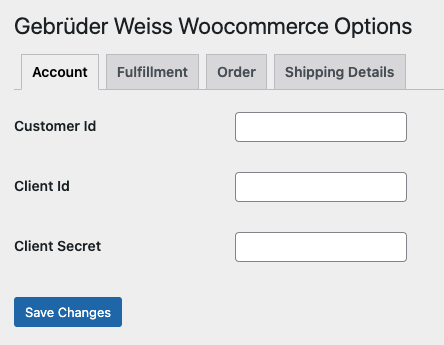 Gebrüder Weiss Woocommerce Options
Account Fulfillment Order Shipping Details
Customer Id
Client Id
Client Secret
Save Changes